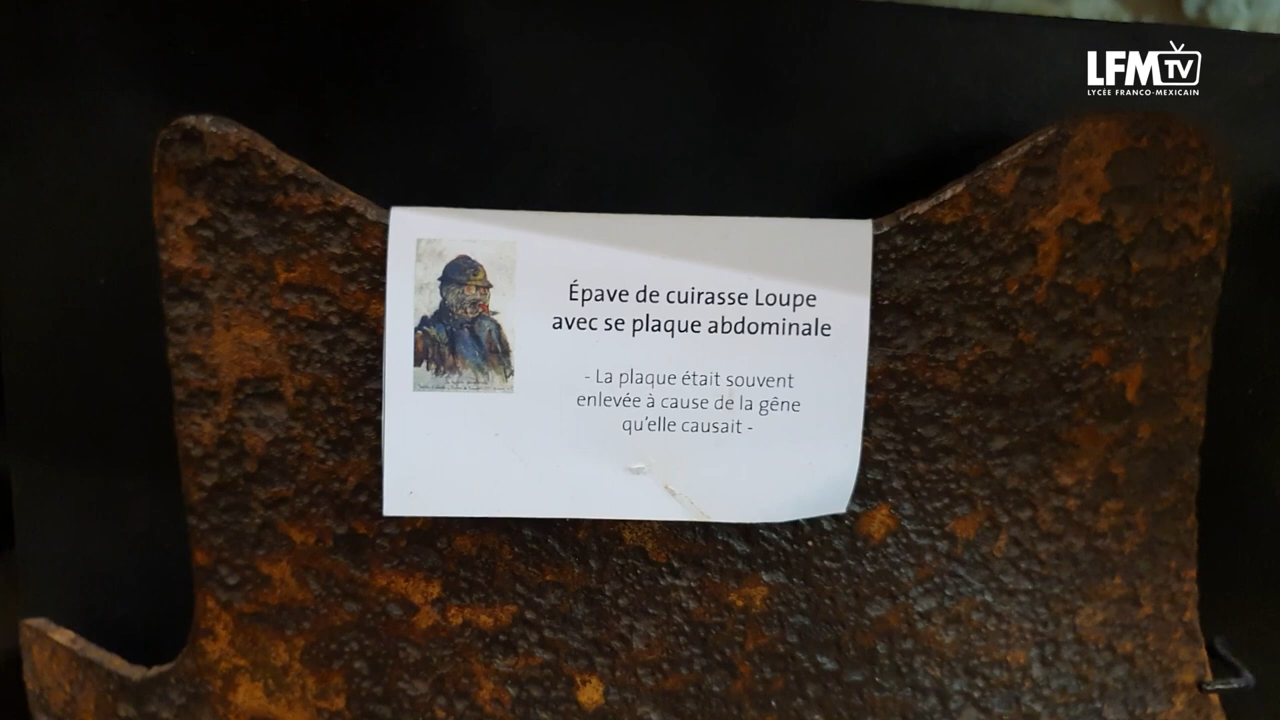 LFM TV
LYCÉE FRANCO-MEXICAIN
Épave de cuirasse Loupe
avec se plaque abdominale
- La plaque était souvent
enlevée à cause de la gêne
qu'elle causait -